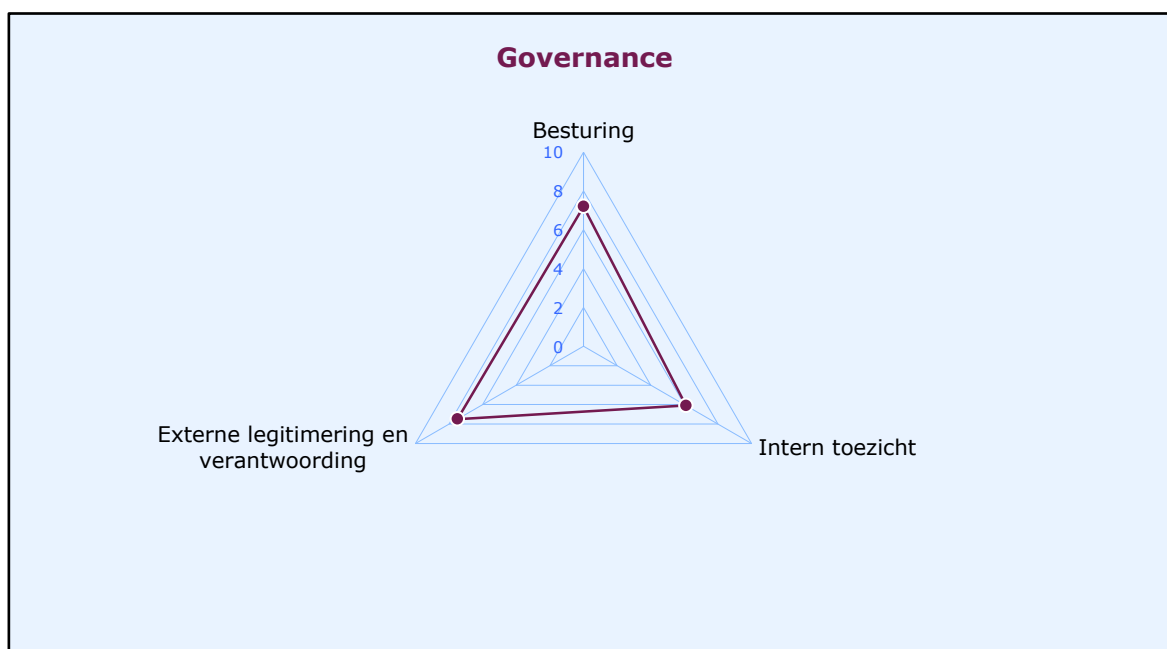 Governance
Besturing
10
8
6
4
2
0
Externe legitimering en
verantwoording
Intern toezicht